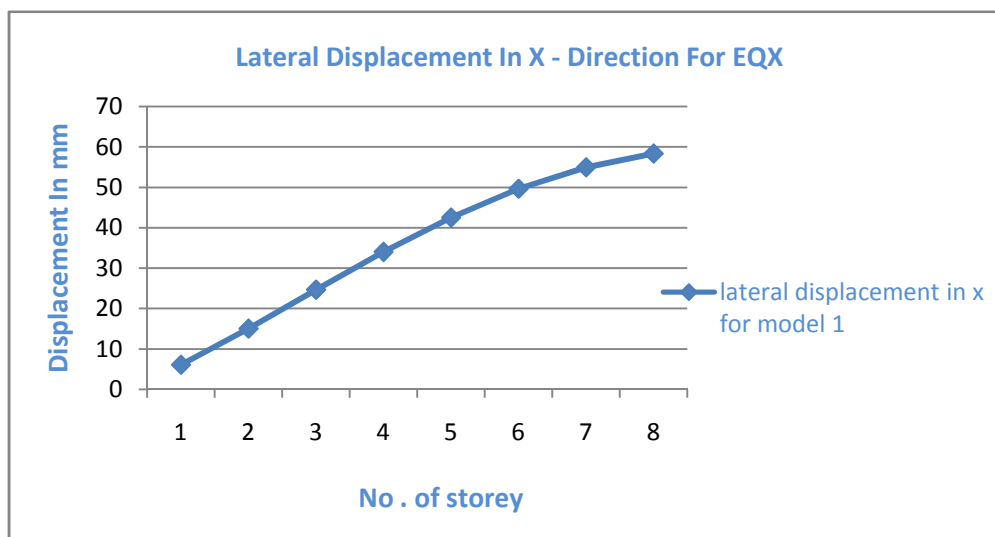 Lateral Displacement In X - Direction For EQX
Displacement In mm
70
60
50
40
30
20
10
0
1 2 3 4 5 6 7 8
No . of storey
lateral displacement in x
for model 1